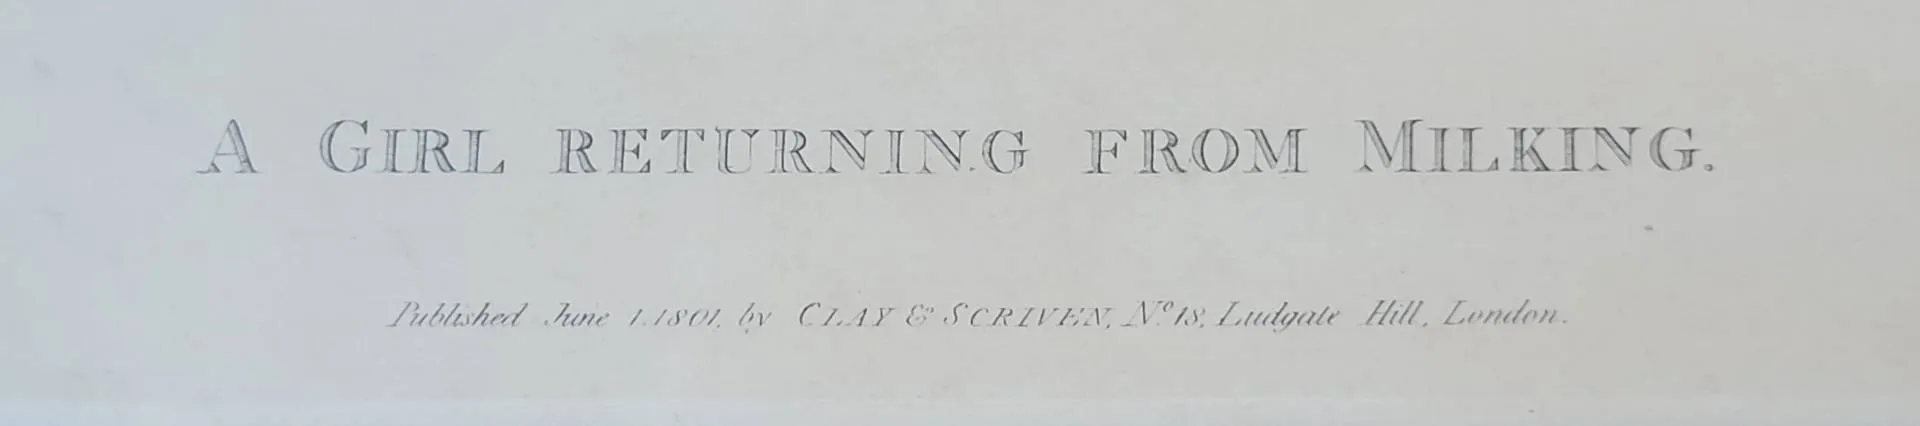 A GIRL RETURNING FROM MILKING.
Published June 1. 1801, by CLAY & SCRIVEN, Nº 18, Ludgate Hill, London.